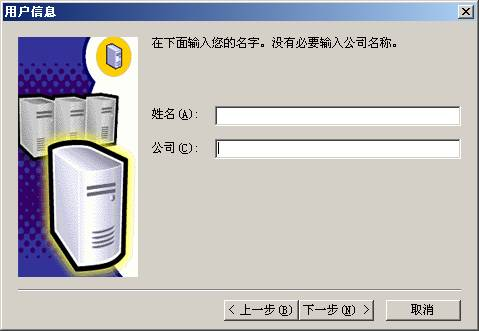 用户信息
在下面输入您的名字。没有必要输入公司名称。
姓名(A):
公司(C):
< 上一步(B)
下一步(N) >
取消